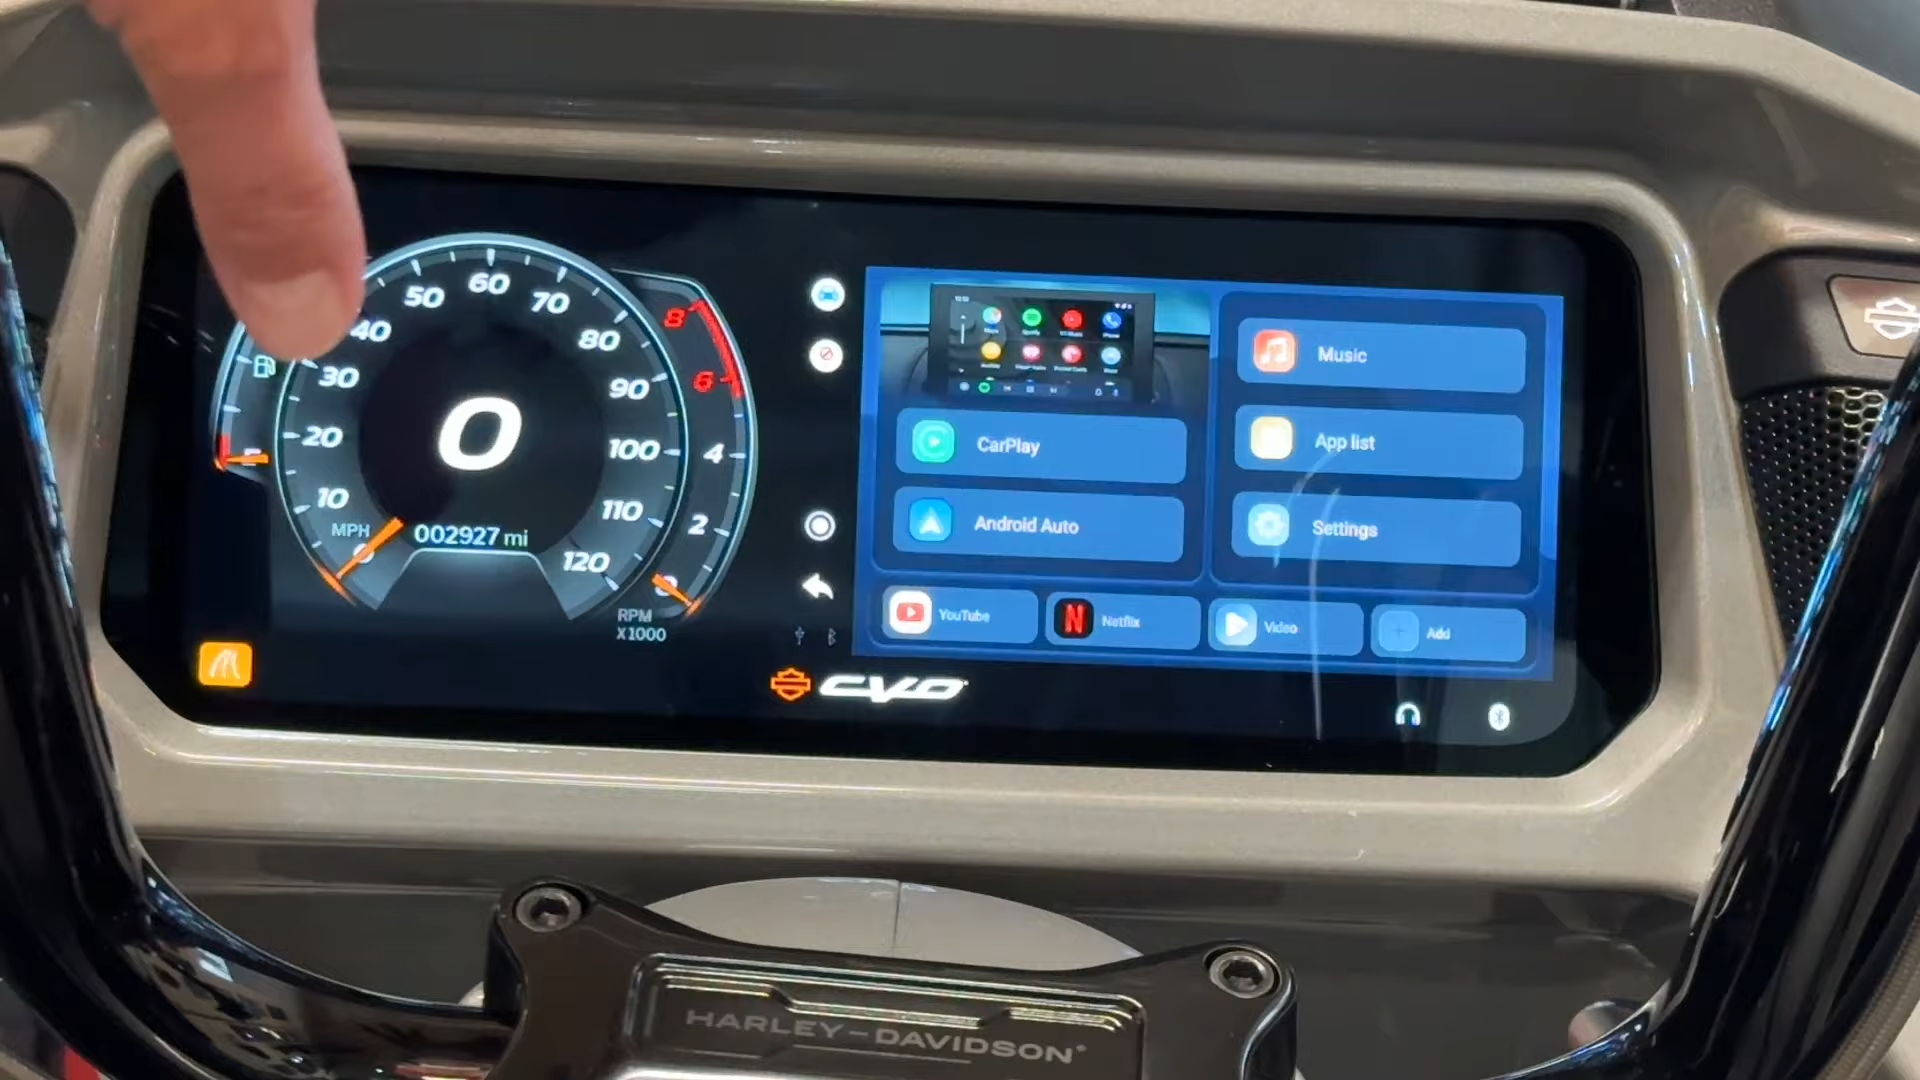 60
50
70
40
80
30
90
20
100
10
110
120
MPH
0
002927 mi
8
6
4
2
RPM
X1000
CarPlay
Android Auto
Music
App list
Settings
YouTube
N
Netflix
Video
Add
CVO
HARLEY-DAVIDSON®